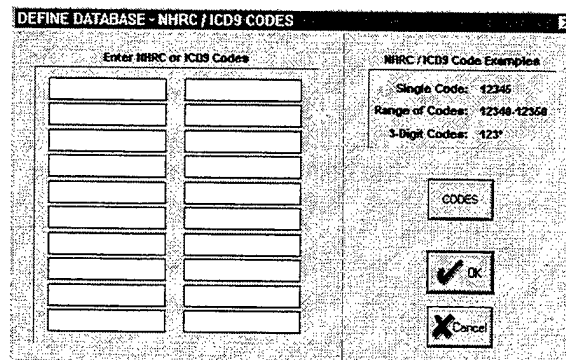 DEFINE DATABASE - NHRC / ICD9 CODES
Enter NHRC or ICD9 Codes
NHRC / ICD9 Code Examples
Single Code: 12345
Range of Codes: 12340-12350
3-Digit Codes: 123*
CODES
OK
Cancel